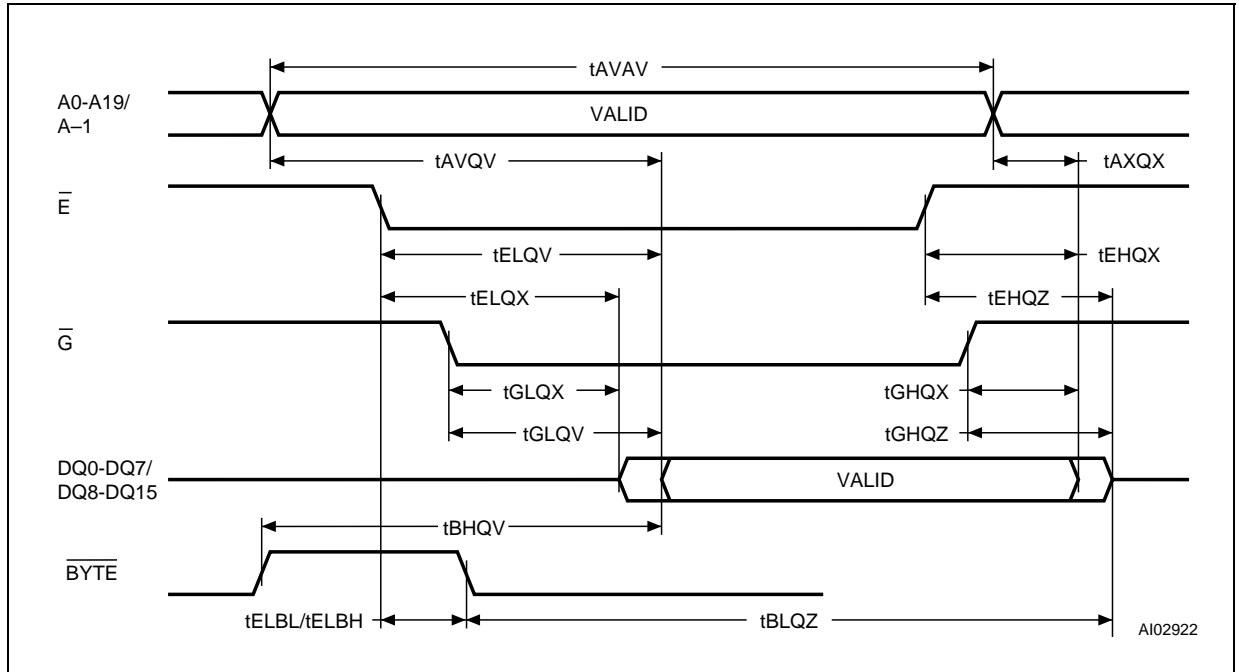 tAVAV
A0-A19/
A–1
VALID
tAVQV
tAXQX
E̅
tELQV
tEHQX
tELQX
tEHQZ
G̅
tGLQX
tGHQX
tGLQV
tGHQZ
DQ0-DQ7/
DQ8-DQ15
VALID
tBHQV
B̅Y̅T̅E̅
tELBL/tELBH
tBLQZ
AI02922